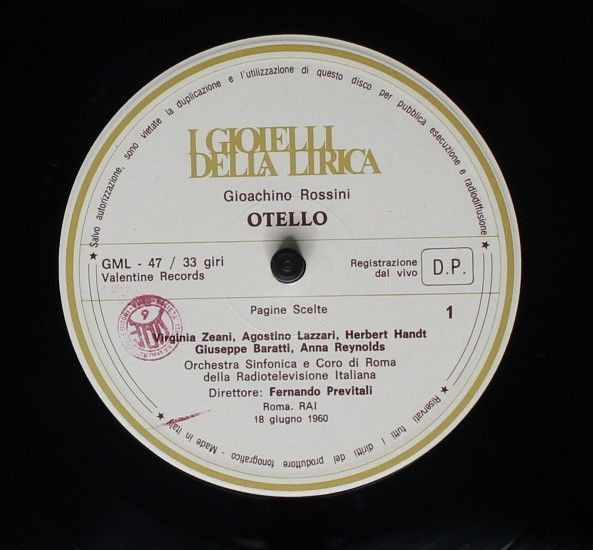 Salvo autorizzazione, sono vietate la duplicazione e l'utilizzazione di questo disco per pubblica esecuzione e radiodiffusione
I GIOIELLI
DELLA LIRICA
Gioachino Rossini
OTELLO
GML - 47 / 33 giri
Valentine Records
Registrazione
dal vivo
D.P.
Pagine Scelte
1
Virginia Zeani, Agostino Lazzari, Herbert Handt
Giuseppe Baratti, Anna Reynolds
Orchestra Sinfonica e Coro di Roma
della Radiotelevisione Italiana
Direttore: Fernando Previtali
Roma. RAI
18 giugno 1960
Riservati tutti i diritti del produttore fonografico - Made in Italy